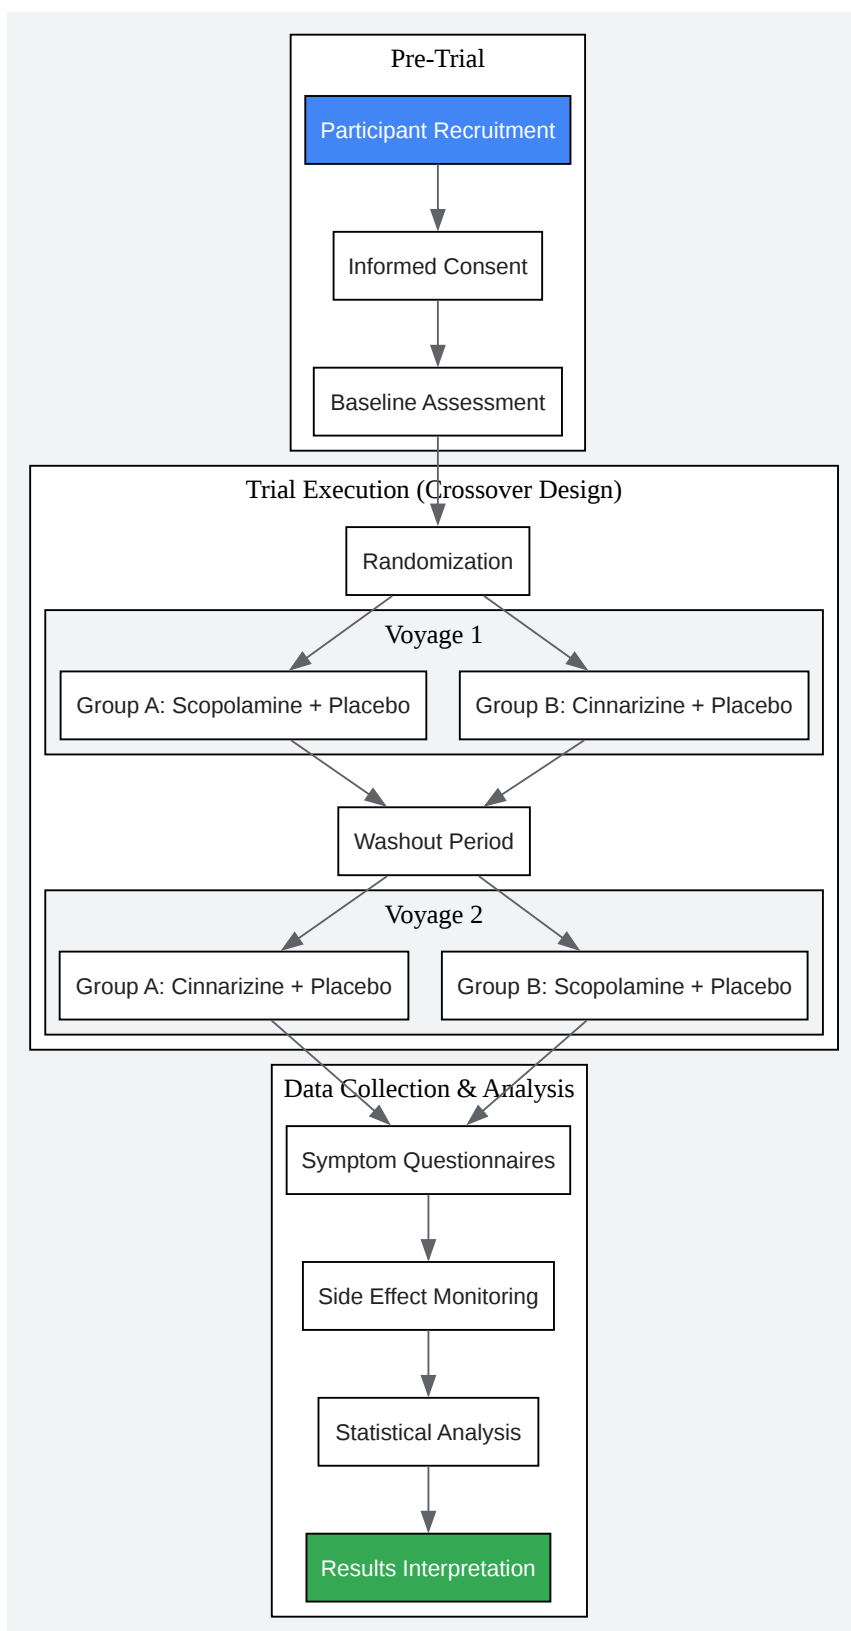 Pre-Trial
Participant Recruitment
Informed Consent
Baseline Assessment
Trial Execution (Crossover Design)
Randomization
Voyage 1
Group A: Scopolamine + Placebo
Group B: Cinnarizine + Placebo
Washout Period
Voyage 2
Group A: Cinnarizine + Placebo
Group B: Scopolamine + Placebo
Data Collection & Analysis
Symptom Questionnaires
Side Effect Monitoring
Statistical Analysis
Results Interpretation